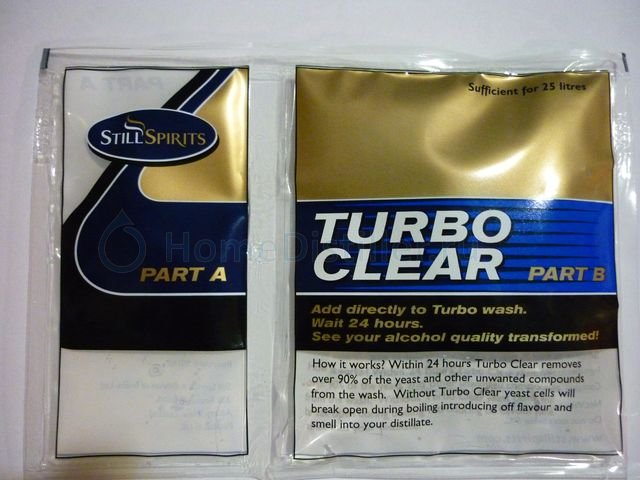 Sufficient for 25 litres
STILL SPIRITS
PART A
TURBO
CLEAR PART B
Add directly to Turbo wash.
Wait 24 hours.
See your alcohol quality transformed!
How it works? Within 24 hours Turbo Clear removes
over 90% of the yeast and other unwanted compounds
from the wash. Without Turbo Clear yeast cells will
break open during boiling introducing off flavour and
smell into your distillate.